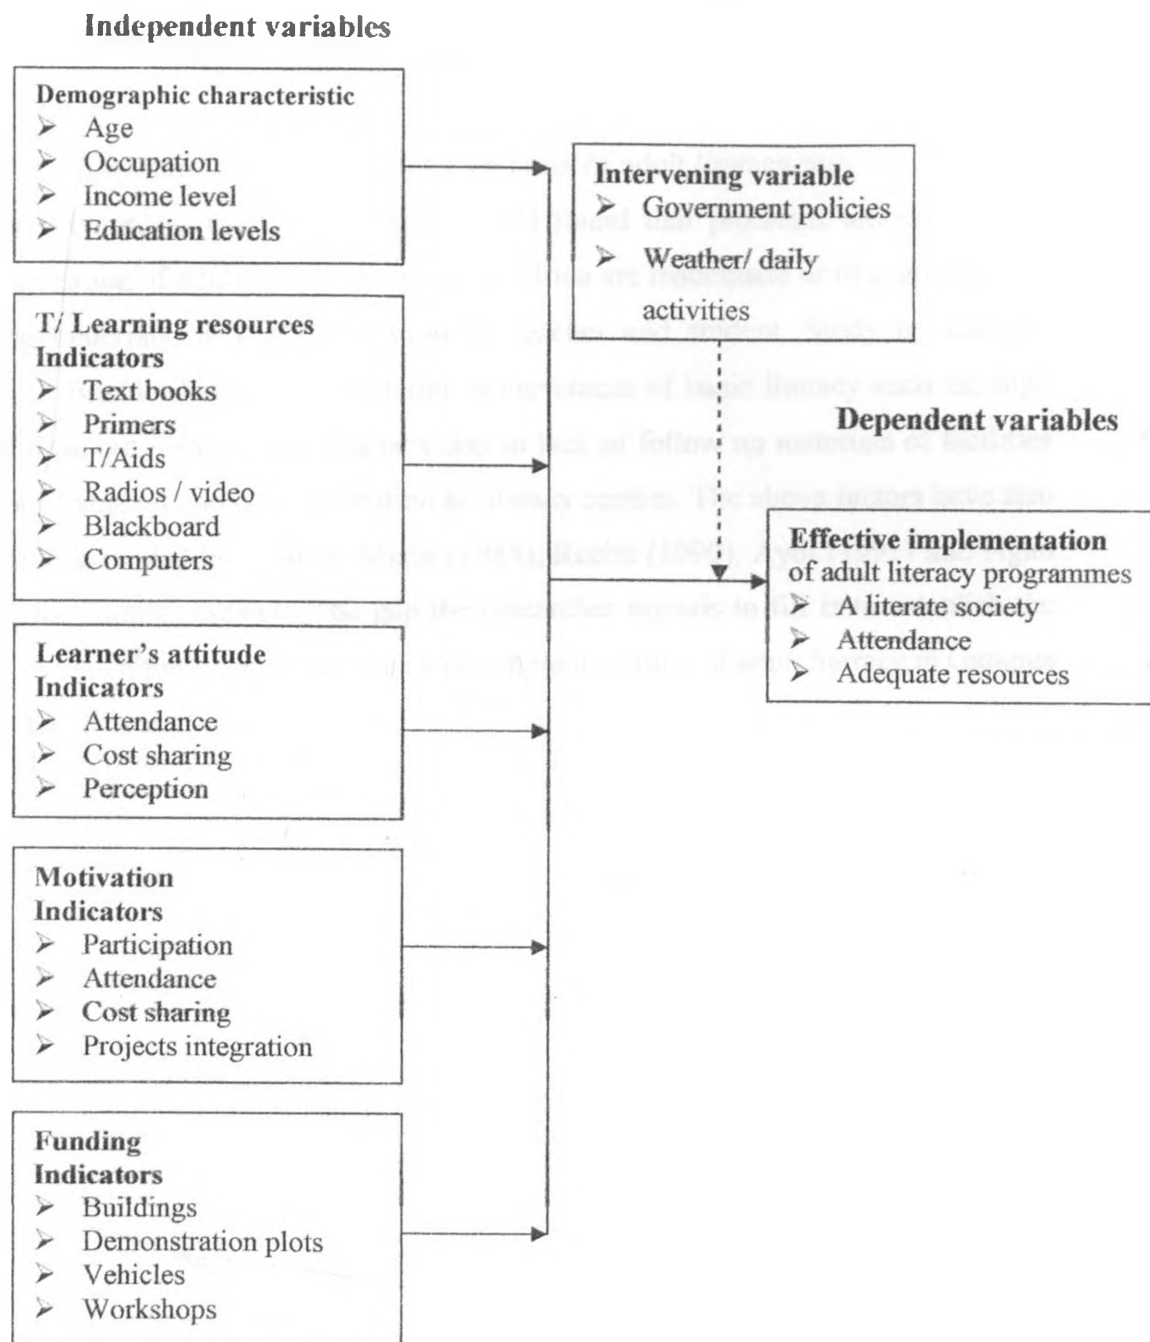 Independent variables
Demographic characteristic
➢ Age
➢ Occupation
➢ Income level
➢ Education levels
T/ Learning resources
Indicators
➢ Text books
➢ Primers
➢ T/Aids
➢ Radios / video
➢ Blackboard
➢ Computers
Learner's attitude
Indicators
➢ Attendance
➢ Cost sharing
➢ Perception
Motivation
Indicators
➢ Participation
➢ Attendance
➢ Cost sharing
➢ Projects integration
Funding
Indicators
➢ Buildings
➢ Demonstration plots
➢ Vehicles
➢ Workshops
Intervening variable
➢ Government policies
➢ Weather/ daily
activities
Dependent variables
Effective implementation
of adult literacy programmes
➢ A literate society
➢ Attendance
➢ Adequate resources